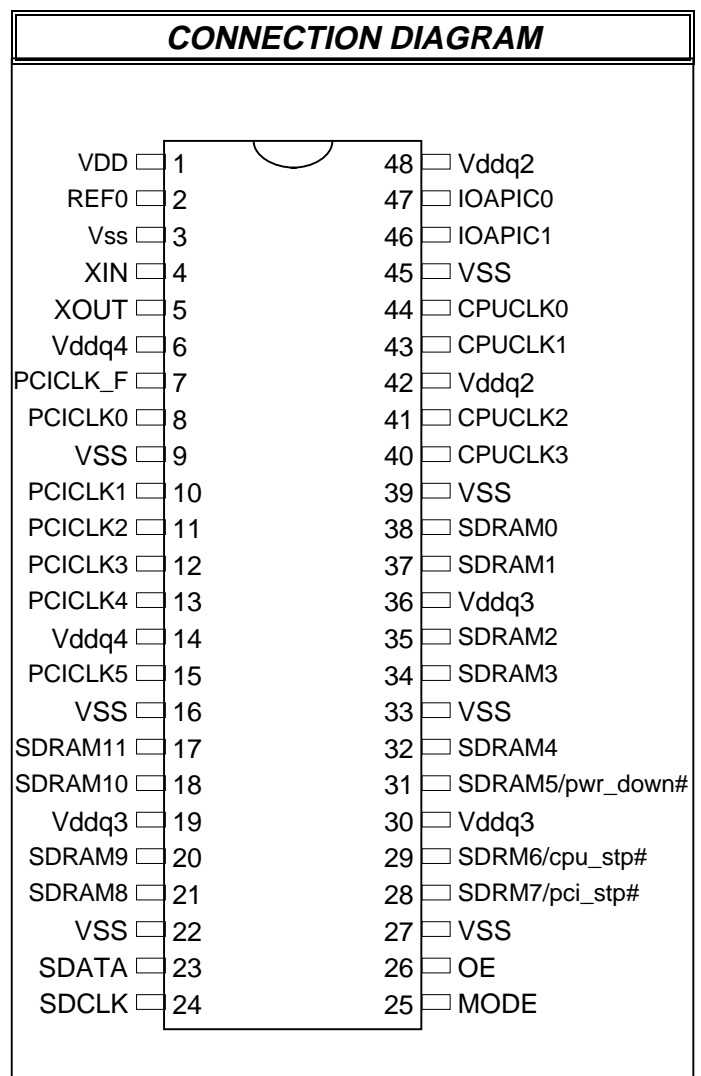 CONNECTION DIAGRAM
VDD 1 48 Vddq2
REF0 2 47 IOAPIC0
Vss 3 46 IOAPIC1
XIN 4 45 VSS
XOUT 5 44 CPUCLK0
Vddq4 6 43 CPUCLK1
PCICLK_F 7 42 Vddq2
PCICLK0 8 41 CPUCLK2
VSS 9 40 CPUCLK3
PCICLK1 10 39 VSS
PCICLK2 11 38 SDRAM0
PCICLK3 12 37 SDRAM1
PCICLK4 13 36 Vddq3
Vddq4 14 35 SDRAM2
PCICLK5 15 34 SDRAM3
VSS 16 33 VSS
SDRAM11 17 32 SDRAM4
SDRAM10 18 31 SDRAM5/pwr_down#
Vddq3 19 30 Vddq3
SDRAM9 20 29 SDRM6/cpu_stp#
SDRAM8 21 28 SDRM7/pci_stp#
VSS 22 27 VSS
SDATA 23 26 OE
SDCLK 24 25 MODE